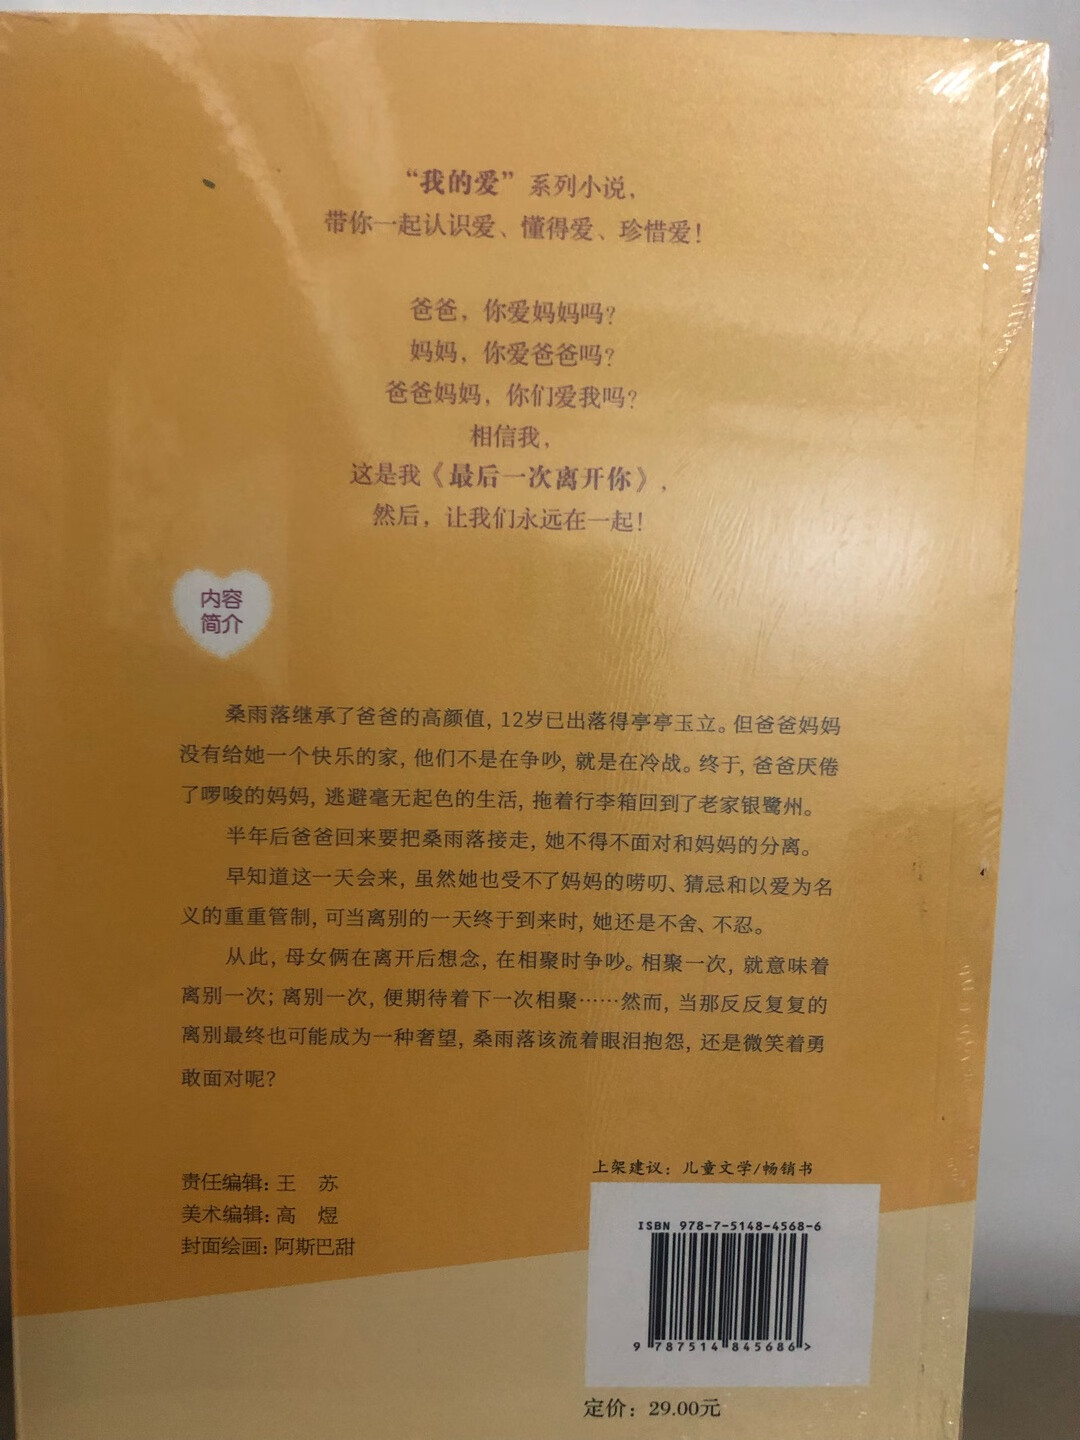 “我的爱”系列小说，
带你一起认识爱、懂得爱、珍惜爱！
爸爸，你爱妈妈吗？
妈妈，你爱爸爸吗？
爸爸妈妈，你们爱我吗？
相信我，
这是我《最后一次离开你》，
然后，让我们永远在一起！
内容
简介
桑雨落继承了爸爸的高颜值，12岁已出落得亭亭玉立。但爸爸妈妈
没有给她一个快乐的家，他们不是在争吵，就是在冷战。终于，爸爸厌倦
了啰唆的妈妈，逃避毫无起色的生活，拖着行李箱回到了老家银鹭州。
半年后爸爸回来要把桑雨落接走，她不得不面对和妈妈的分离。
早知道这一天会来，虽然她也受不了妈妈的唠叨、猜忌和以爱为名
义的重重管制，可当离别的一天终于到来时，她还是不舍、不忍。
从此，母女俩在离开后想念，在相聚时争吵。相聚一次，就意味着
离别一次；离别一次，便期待着下一次相聚……然而，当那反反复复的
离别最终也可能成为一种奢望，桑雨落该流着眼泪抱怨，还是微笑着勇
敢面对呢？
责任编辑：王　苏
美术编辑：高　煜
封面绘画：阿斯巴甜
上架建议：儿童文学/畅销书
ISBN 978-7-5148-4568-6
9 787514 845686>
定价：29.00元